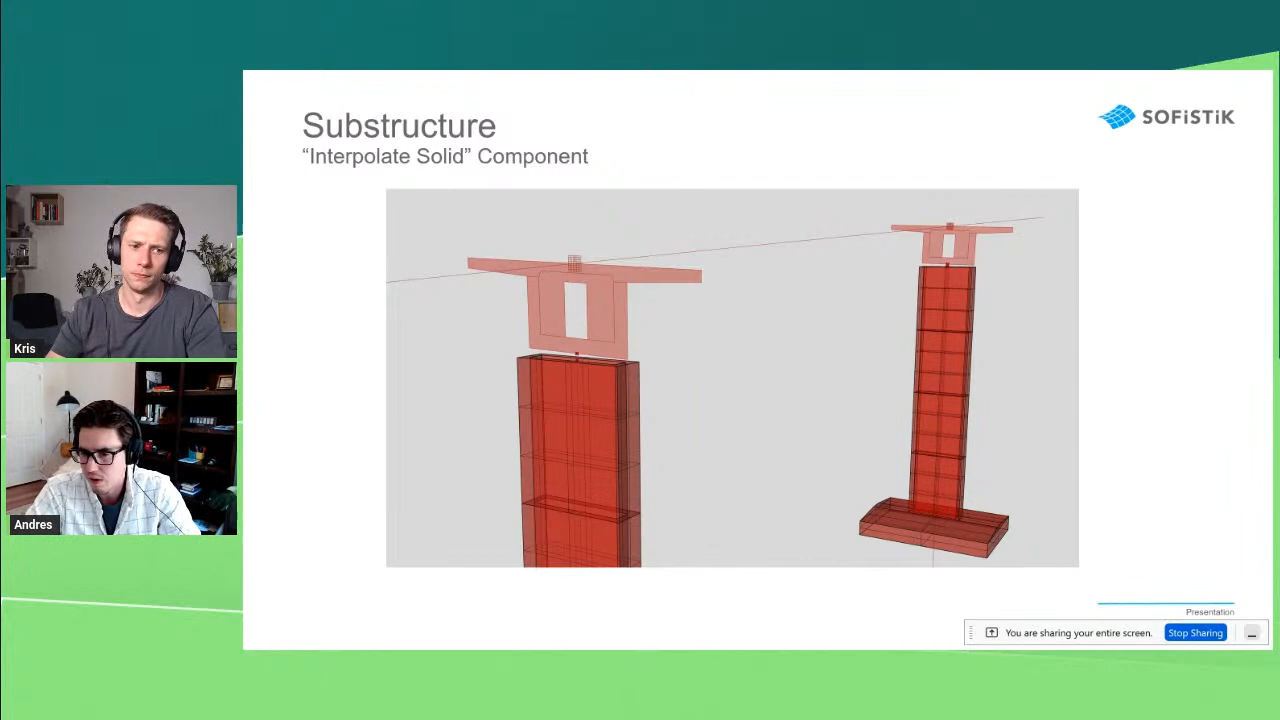 Substructure
“Interpolate Solid” Component
SOFiSTiK
Kris
Andres
Presentation
You are sharing your entire screen.
Stop Sharing